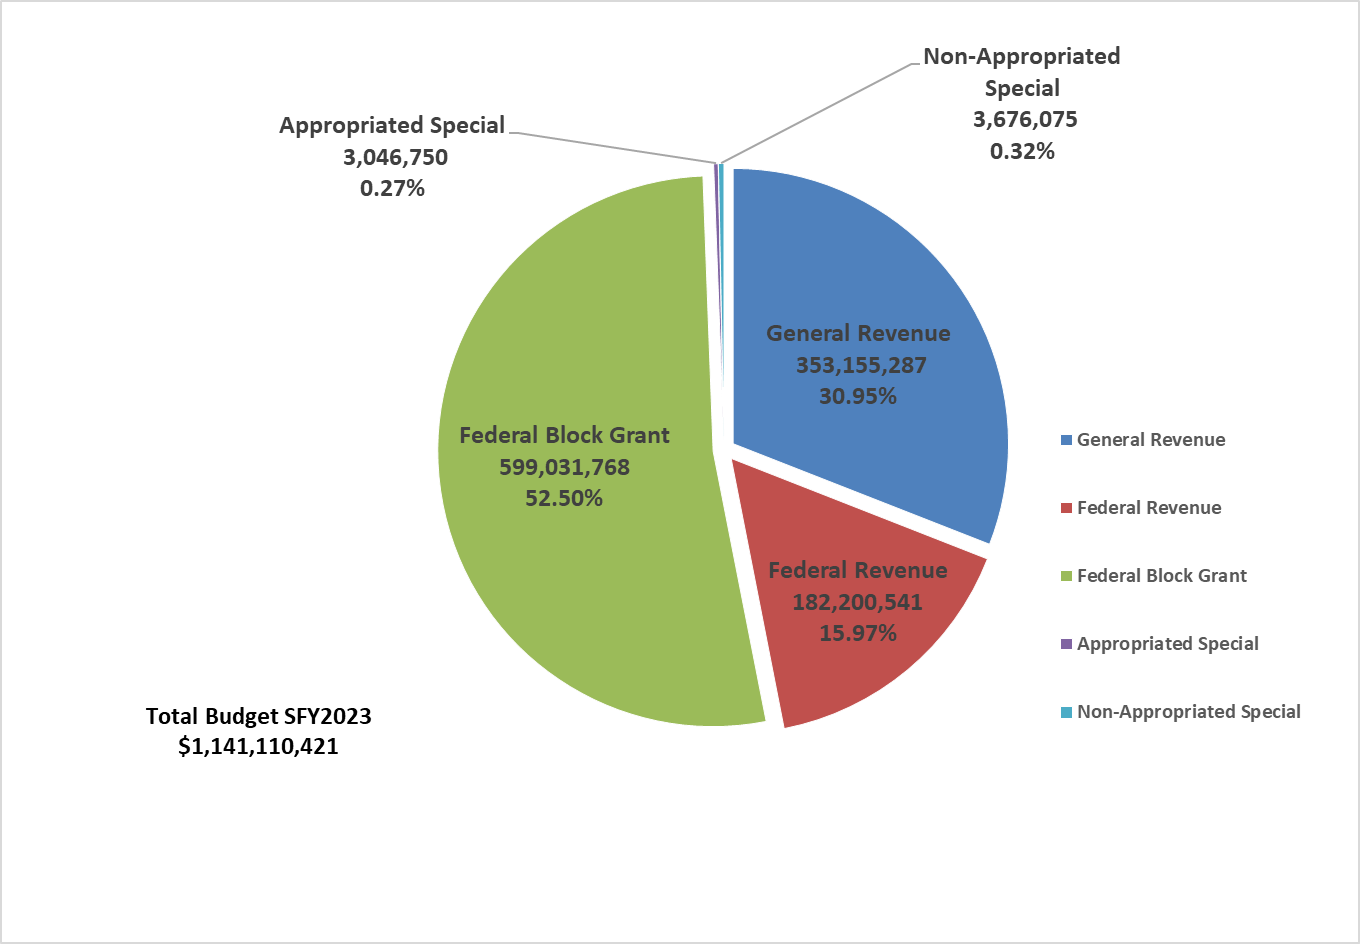 Non-Appropriated
Special
3,676,075
0.32%
Appropriated Special
3,046,750
0.27%
General Revenue
353,155,287
30.95%
Federal Block Grant
599,031,768
52.50%
Federal Revenue
182,200,541
15.97%
General Revenue
Federal Revenue
Federal Block Grant
Appropriated Special
Non-Appropriated Special
Total Budget SFY2023
$1,141,110,421